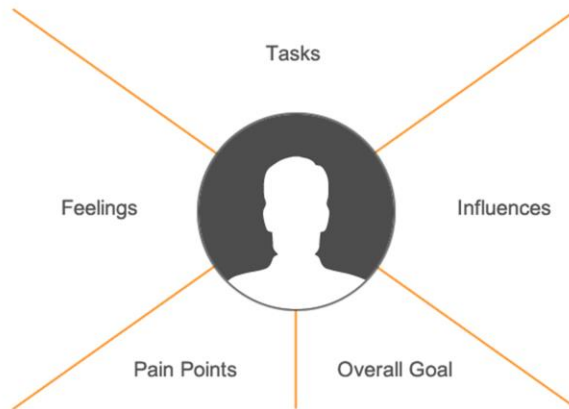 Tasks
Feelings
Influences
Pain Points
Overall Goal